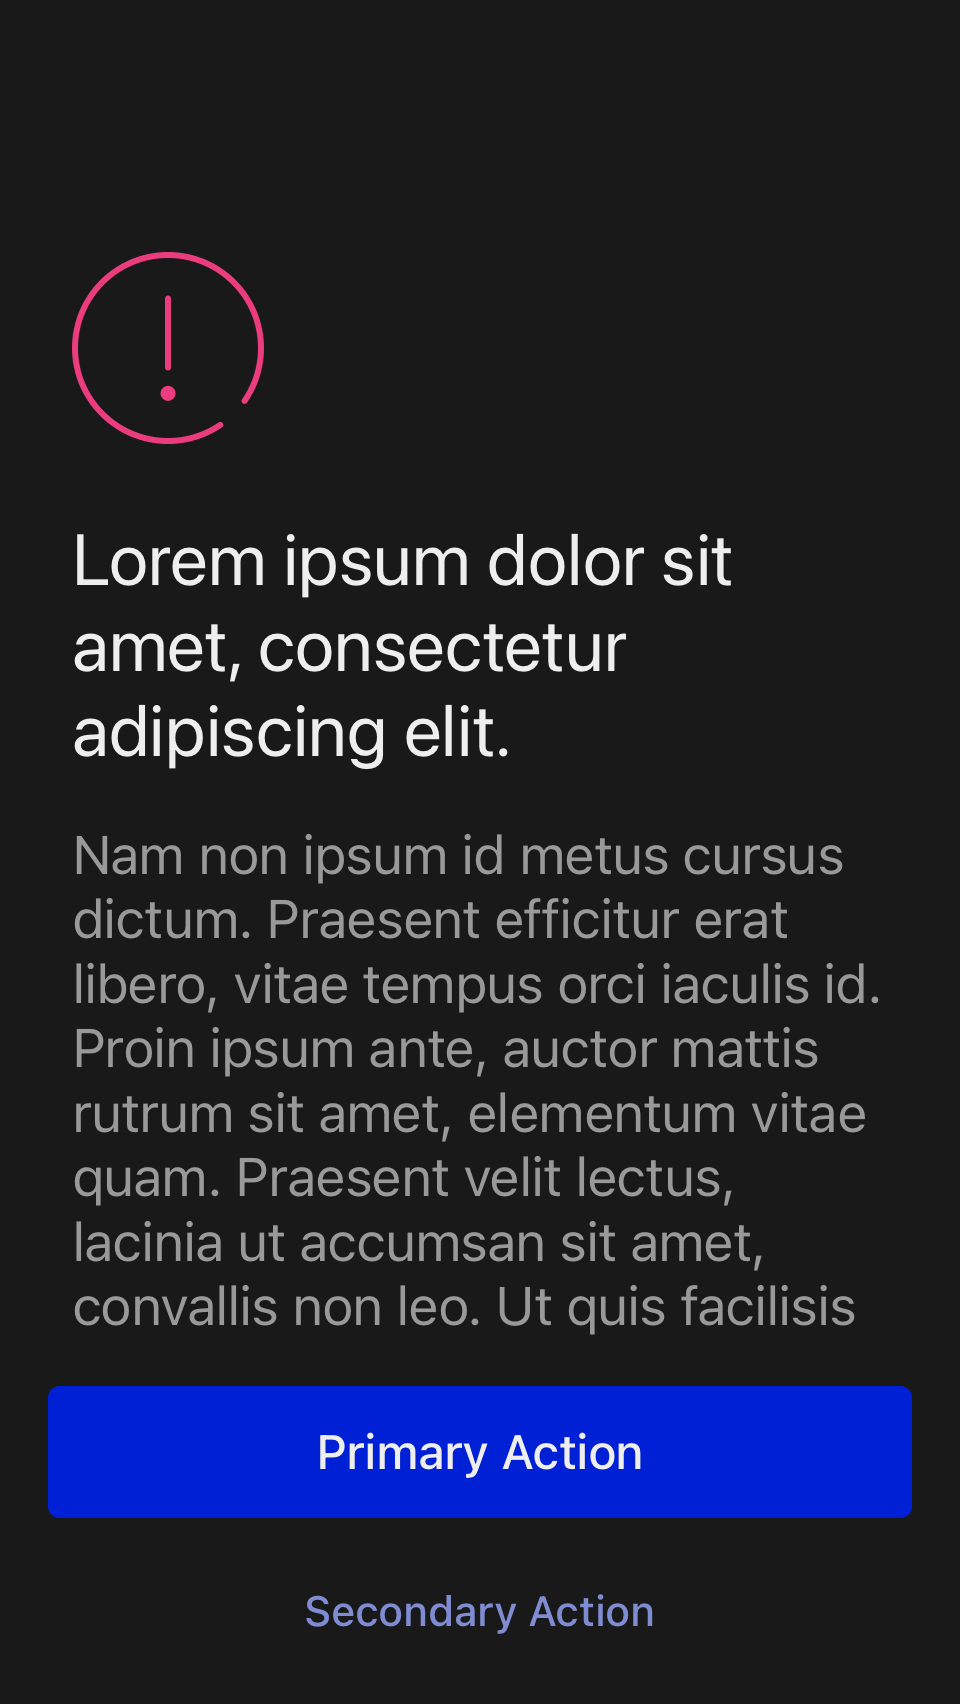 Lorem ipsum dolor sit
amet, consectetur
adipiscing elit.
Nam non ipsum id metus cursus
dictum. Praesent efficitur erat
libero, vitae tempus orci iaculis id.
Proin ipsum ante, auctor mattis
rutrum sit amet, elementum vitae
quam. Praesent velit lectus,
lacinia ut accumsan sit amet,
convallis non leo. Ut quis facilisis
Primary Action
Secondary Action